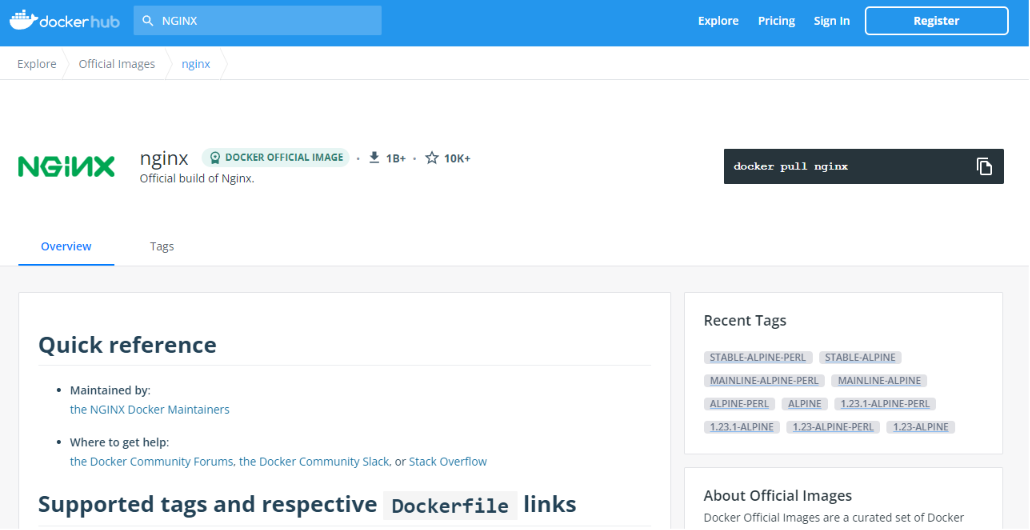 dockerhub
NGINX
Explore
Pricing
Sign In
Register
Explore
Official Images
nginx
NGINX
nginx
DOCKER OFFICIAL IMAGE
· 1B+ · 10K+
Official build of Nginx.
docker pull nginx
Overview
Tags
Quick reference
• Maintained by:
the NGINX Docker Maintainers
• Where to get help:
the Docker Community Forums, the Docker Community Slack, or Stack Overflow
Supported tags and respective Dockerfile links
Recent Tags
STABLE-ALPINE-PERL STABLE-ALPINE
MAINLINE-ALPINE-PERL MAINLINE-ALPINE
ALPINE-PERL ALPINE 1.23.1-ALPINE-PERL
1.23.1-ALPINE 1.23-ALPINE-PERL 1.23-ALPINE
About Official Images
Docker Official Images are a curated set of Docker